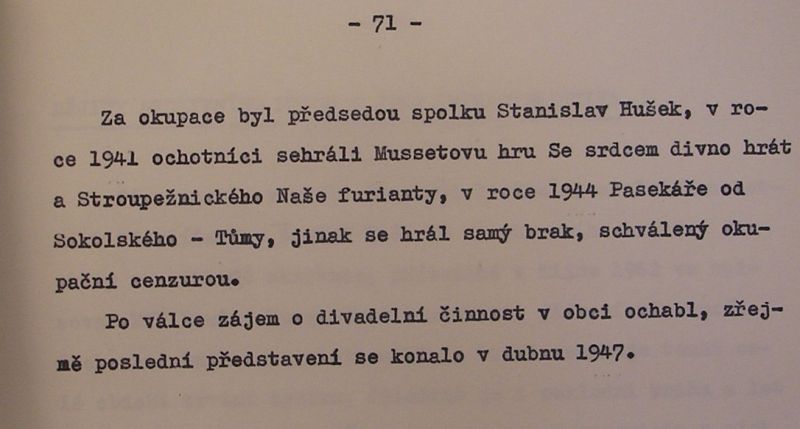 - 71 -
Za okupace byl předsedou spolku Stanislav Hušek, v ro-
ce 1941 ochotníci sehráli Mussetovu hru Se srdcem divno hrát
a Stroupežnického Naše furianty, v roce 1944 Pasekáře od
Sokolského - Tůmy, jinak se hrál samý brak, schválený oku-
pační cenzurou.
Po válce zájem o divadelní činnost v obci ochabl, zřej-
mě poslední představení se konalo v dubnu 1947.